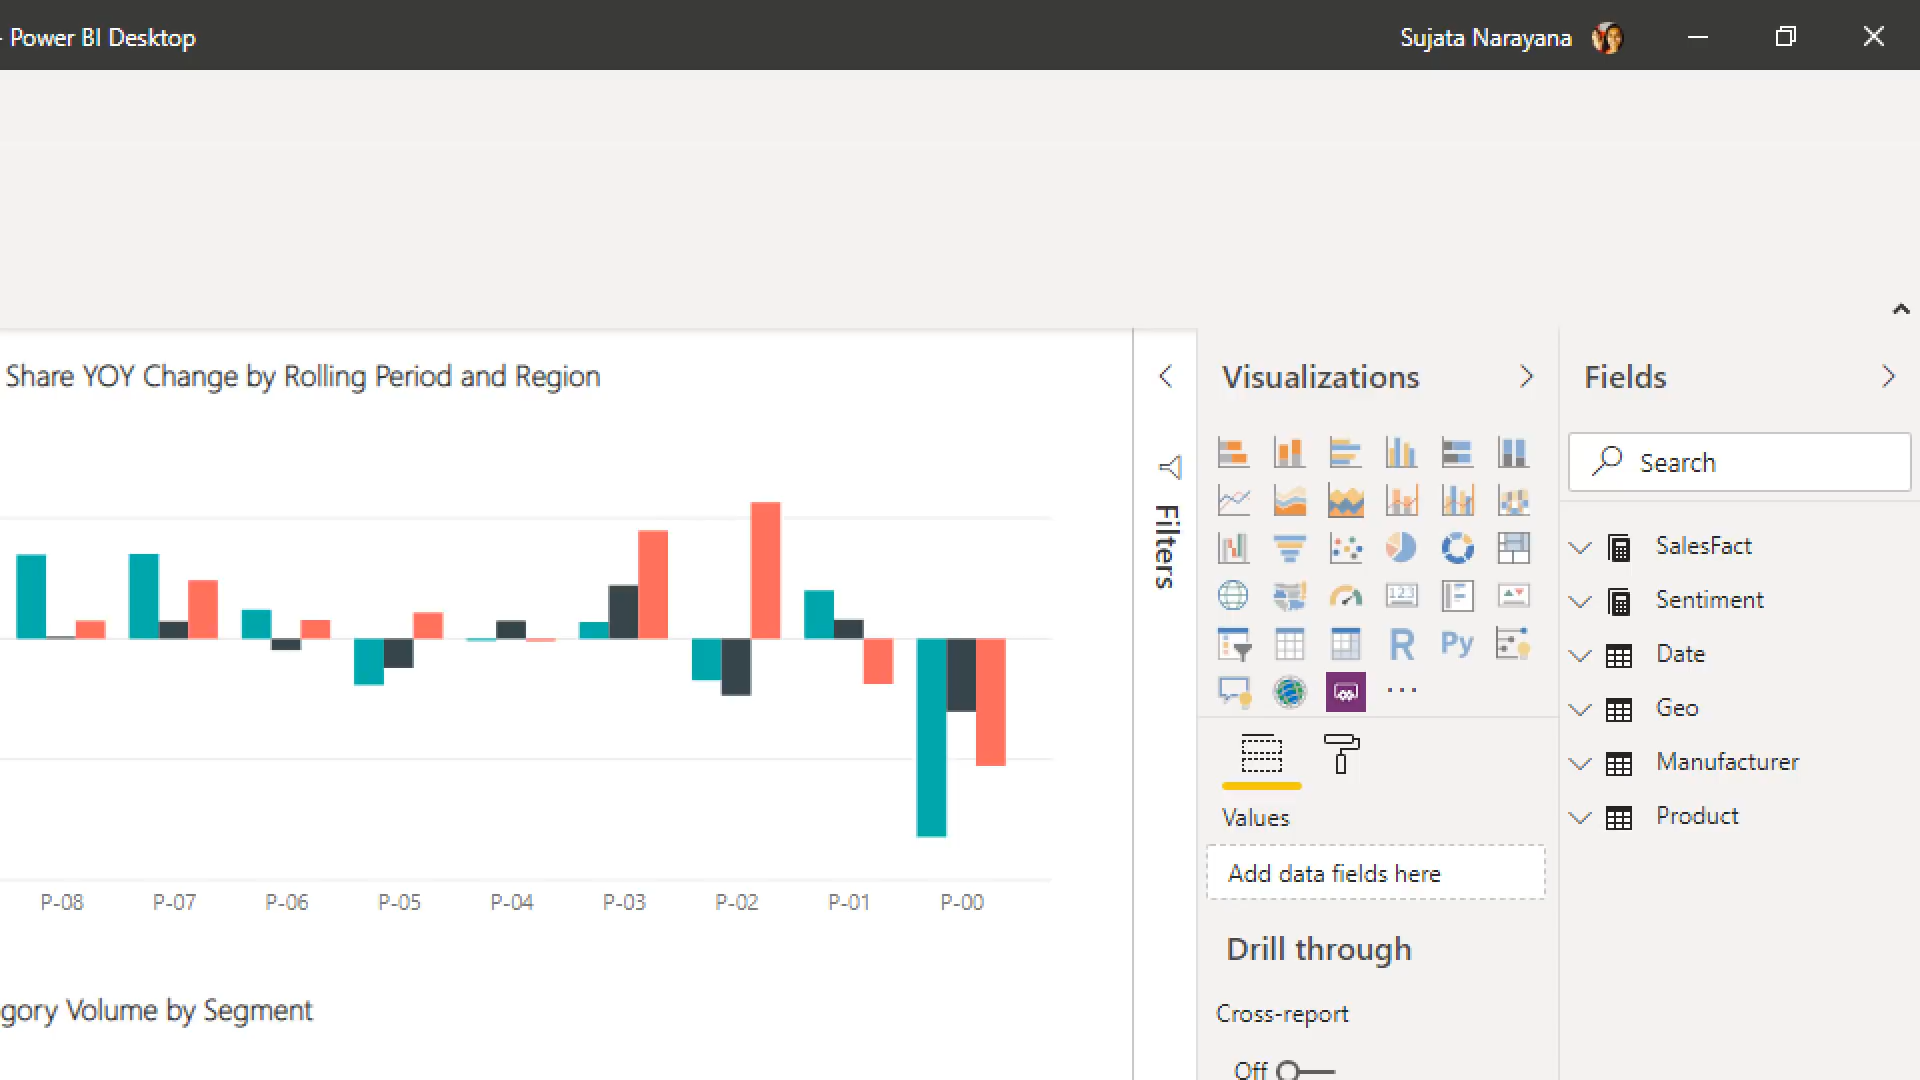 - Power BI Desktop
Sujata Narayana
Share YOY Change by Rolling Period and Region
P-08 P-07 P-06 P-05 P-04 P-03 P-02 P-01 P-00
gory Volume by Segment
Filters
Visualizations
123
R
Py
Values
Add data fields here
Drill through
Cross-report
Off
Fields
Search
SalesFact
Sentiment
Date
Geo
Manufacturer
Product